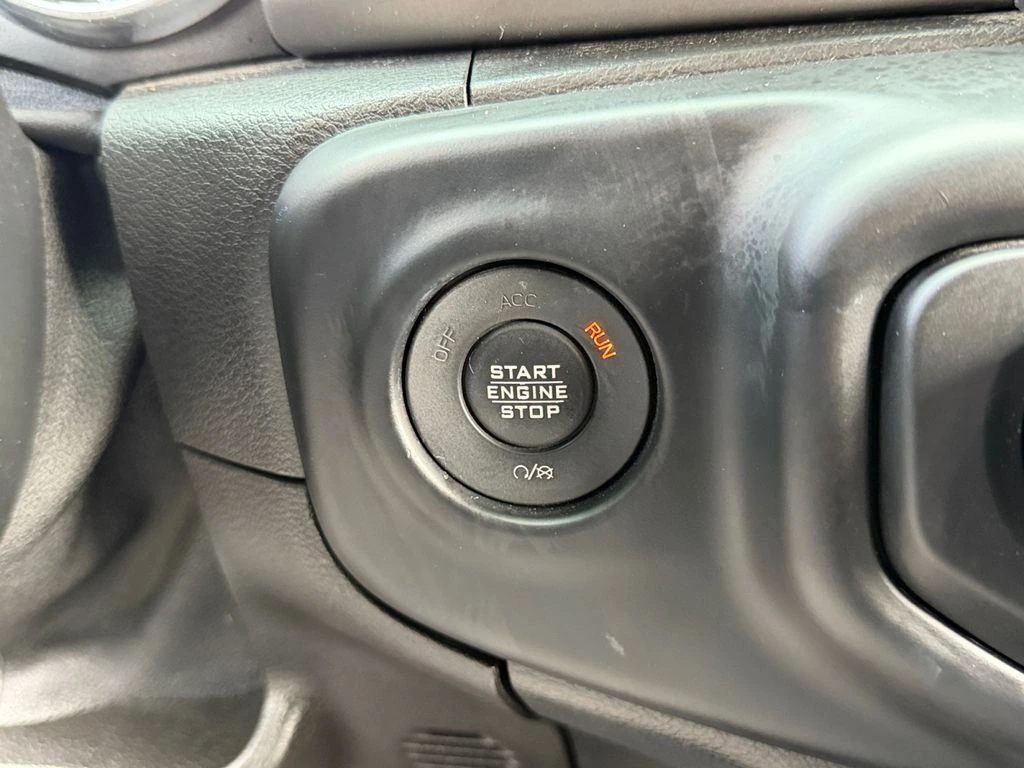 OFF
ACC
RUN
START
ENGINE
STOP